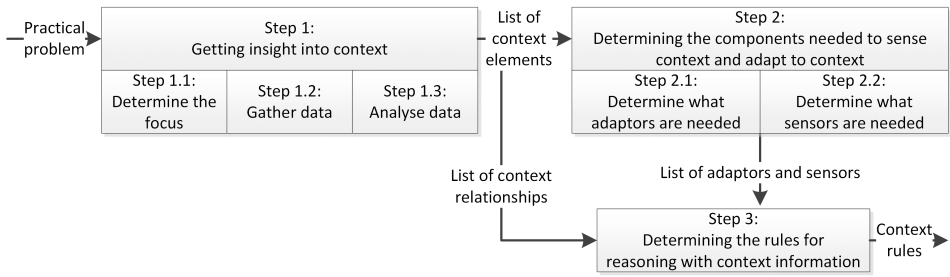 Practical
problem
Step 1:
Getting insight into context
Step 1.1:
Determine the
focus
Step 1.2:
Gather data
Step 1.3:
Analyse data
List of
context
elements
Step 2:
Determining the components needed to sense
context and adapt to context
Step 2.1:
Determine what
adaptors are needed
Step 2.2:
Determine what
sensors are needed
List of context
relationships
List of adaptors and sensors
Step 3:
Determining the rules for
reasoning with context information
Context
rules